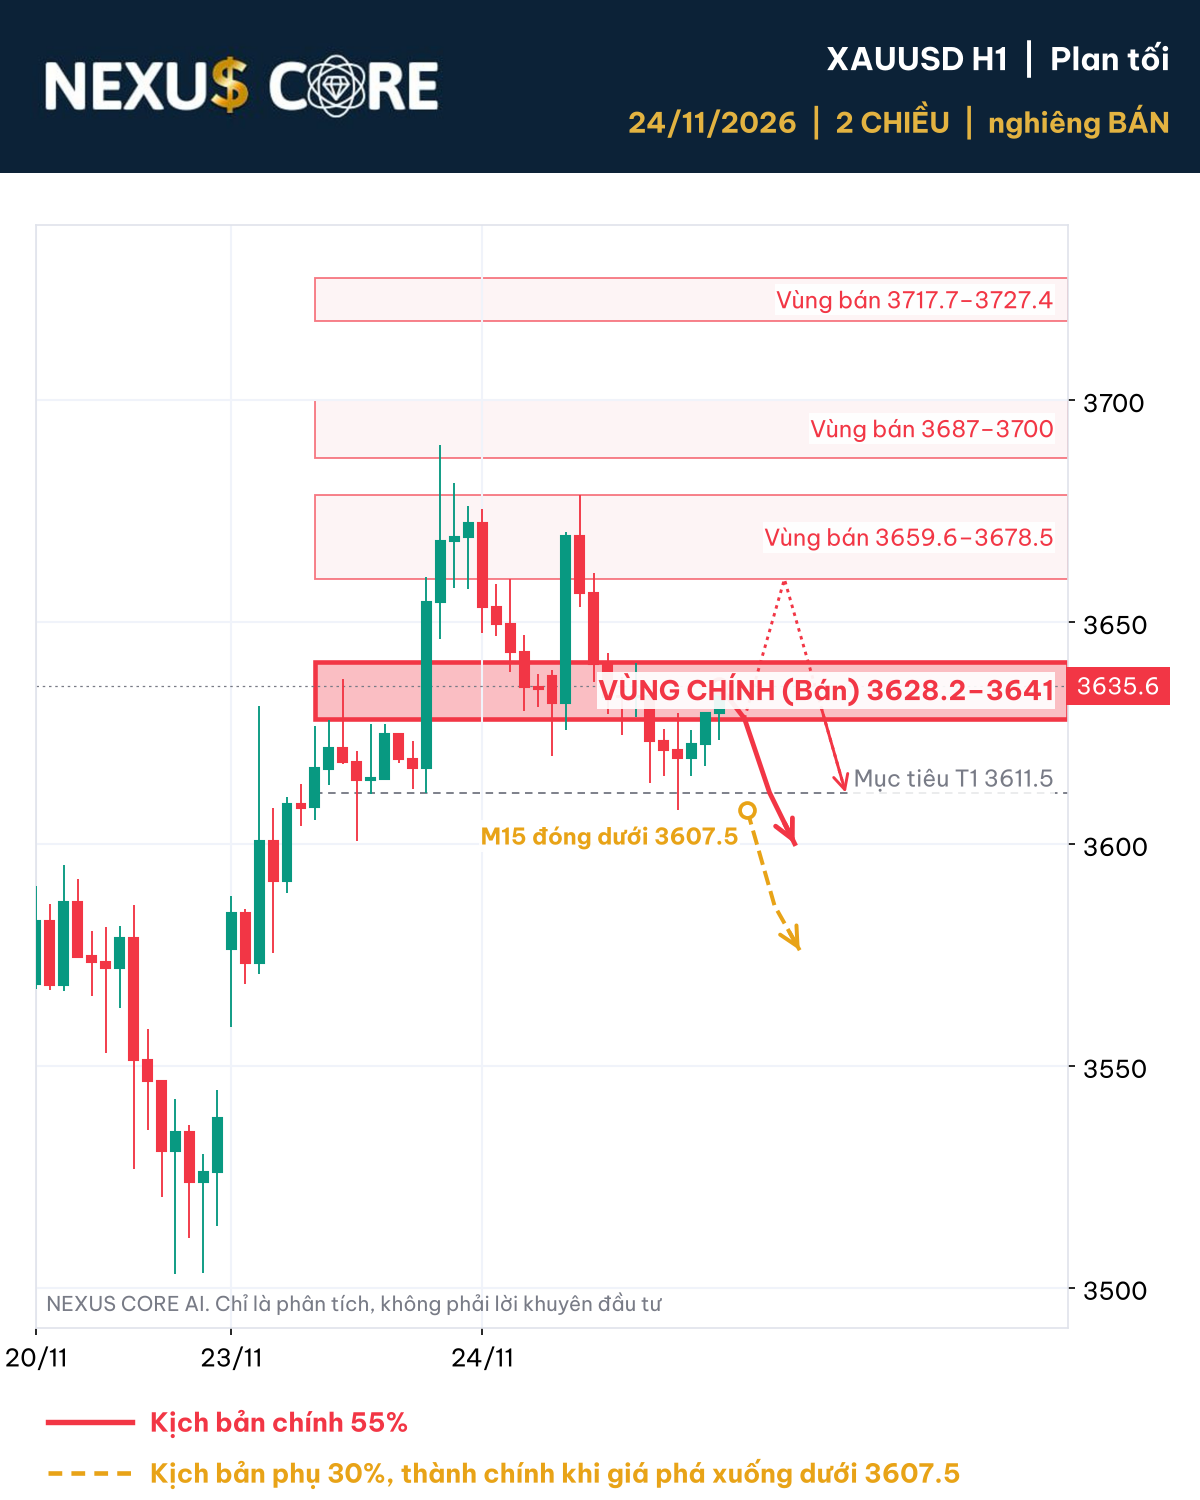 NEXU$ CORE
XAUUSD H1 | Plan tối
24/11/2026 | 2 CHIỀU | nghiêng BÁN
Vùng bán 3717.7–3727.4
3700
Vùng bán 3687–3700
Vùng bán 3659.6–3678.5
3650
VÙNG CHÍNH (Bán) 3628.2–3641
3635.6
Mục tiêu T1 3611.5
M15 đóng dưới 3607.5
3600
3550
3500
NEXUS CORE AI. Chỉ là phân tích, không phải lời khuyên đầu tư
20/11
23/11
24/11
Kịch bản chính 55%
Kịch bản phụ 30%, thành chính khi giá phá xuống dưới 3607.5